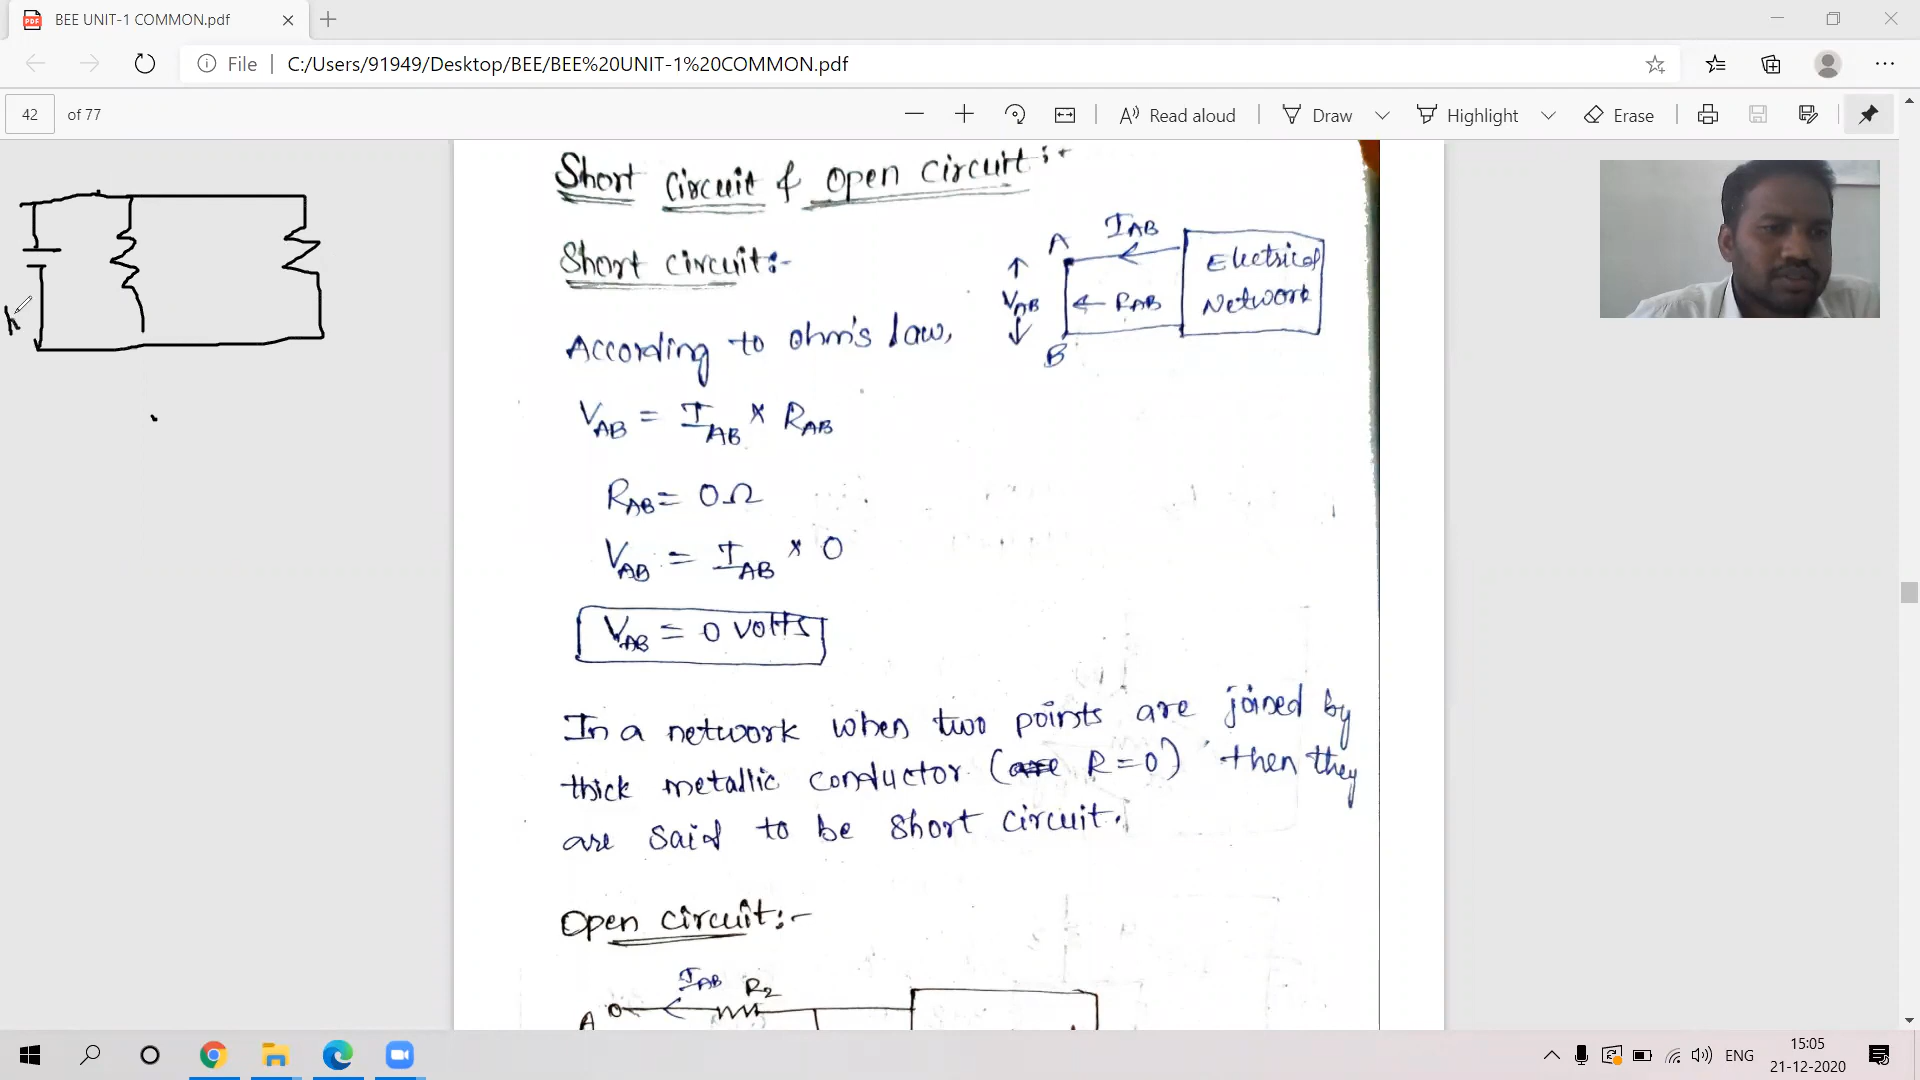 BEE UNIT-1 COMMON.pdf
File C:/Users/91949/Desktop/BEE/BEE%20UNIT-1%20COMMON.pdf
42 of 77 Read aloud Draw Highlight Erase
Short Circuit & Open circuit:-
Short circuit:-
A IAB Electrical Network
VAB RAB
B
According to ohm's law,
VAB = IAB × RAB
RAB = 0Ω
VAB = IAB × 0
VAB = 0 volts
In a network when two points are joined by
thick metallic conductor (are R=0) then they
are said to be short circuit.
Open circuit:-
IAB R2
A
ENG 15:05
21-12-2020